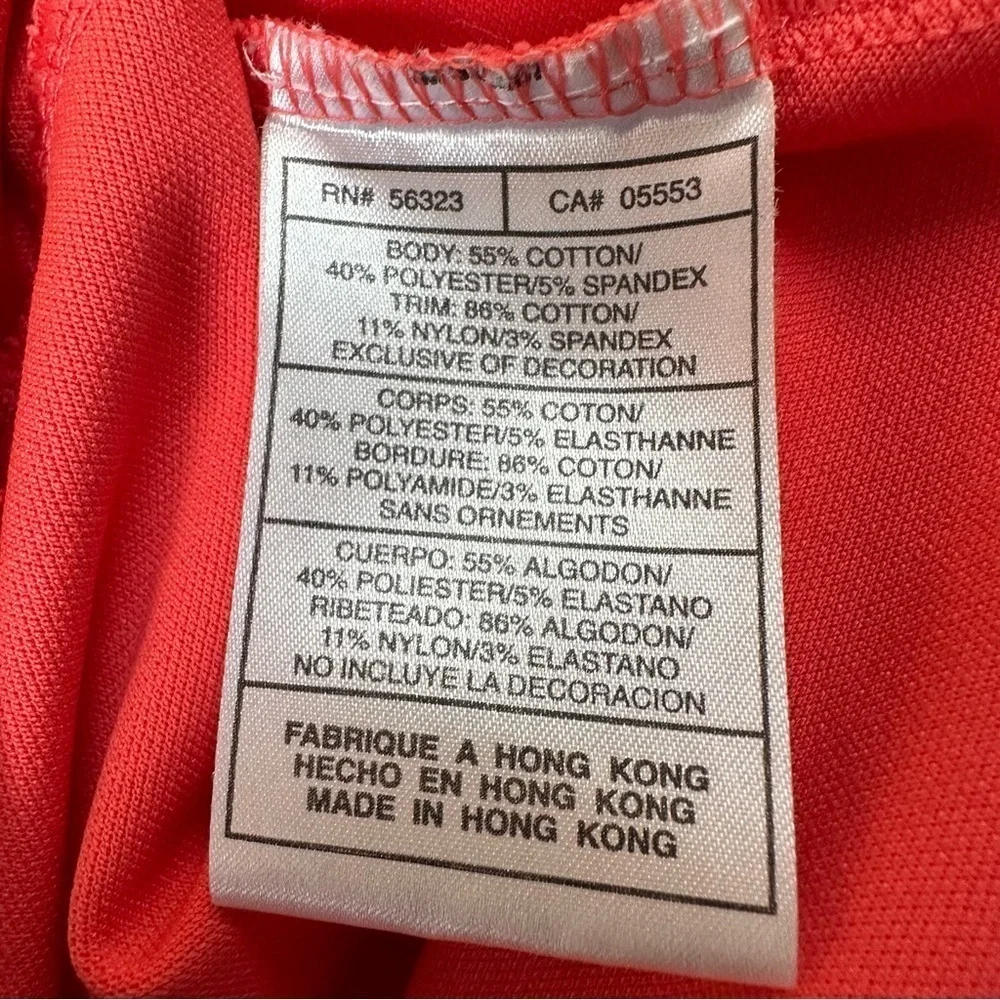 RN# 56323 CA# 05553
BODY: 55% COTTON/
40% POLYESTER/5% SPANDEX
TRIM: 86% COTTON/
11% NYLON/3% SPANDEX
EXCLUSIVE OF DECORATION
CORPS: 55% COTON/
40% POLYESTER/5% ELASTHANNE
BORDURE: 86% COTON/
11% POLYAMIDE/3% ELASTHANNE
SANS ORNEMENTS
CUERPO: 55% ALGODON/
40% POLIESTER/5% ELASTANO
RIBETEADO: 86% ALGODON/
11% NYLON/3% ELASTANO
NO INCLUYE LA DECORACION
FABRIQUE A HONG KONG
HECHO EN HONG KONG
MADE IN HONG KONG